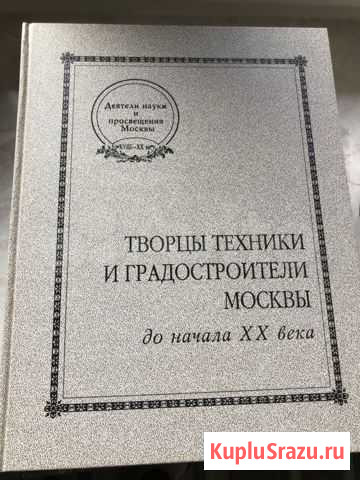 Деятели науки
и
просвещения
Москвы
XVIII–XX вв.
ТВОРЦЫ ТЕХНИКИ
И ГРАДОСТРОИТЕЛИ
МОСКВЫ
до начала XX века
KupluSrazu.ru